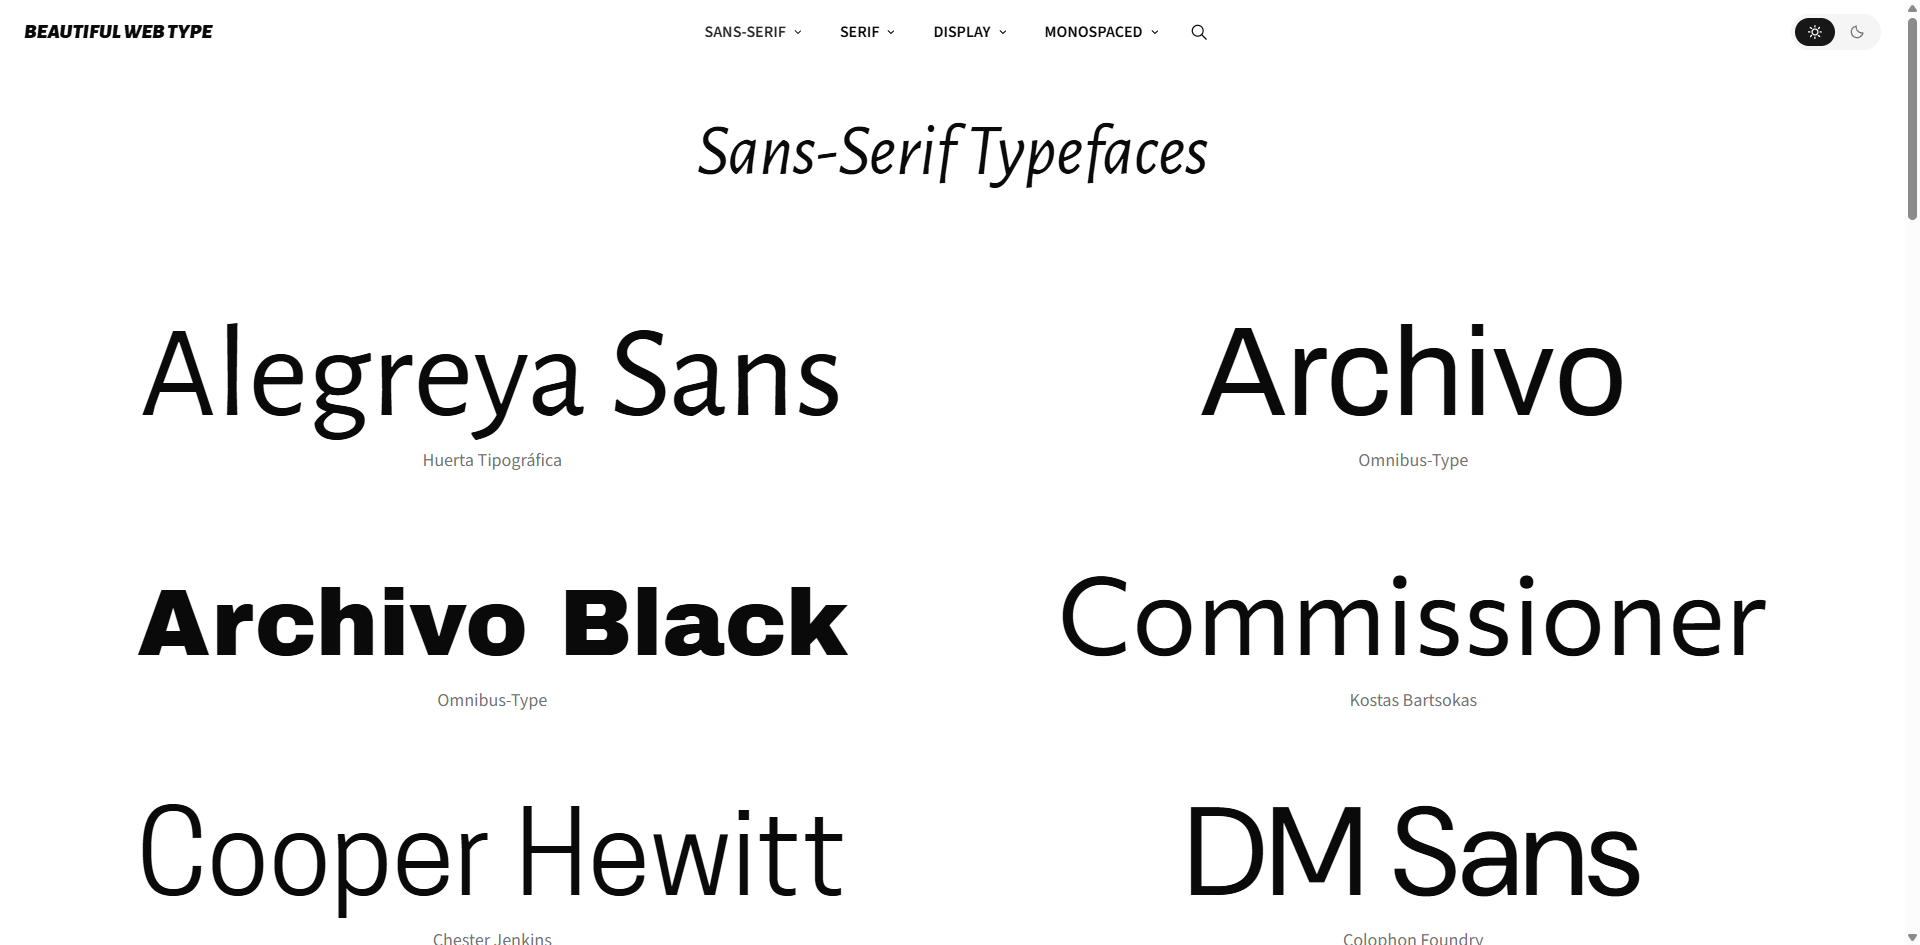 BEAUTIFUL WEB TYPE
SANS-SERIF
SERIF
DISPLAY
MONOSPACED
Sans-Serif Typefaces
Alegreya Sans
Archivo
Huerta Tipográfica
Omnibus-Type
Archivo Black
Commissioner
Omnibus-Type
Kostas Bartsokas
Cooper Hewitt
DM Sans
Chester Jenkins
Colophon Foundry